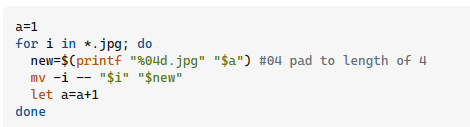 a=1
for i in *.jpg; do
  new=$(printf "%04d.jpg" "$a") #04 pad to length of 4
  mv -i -- "$i" "$new"
  let a=a+1
done